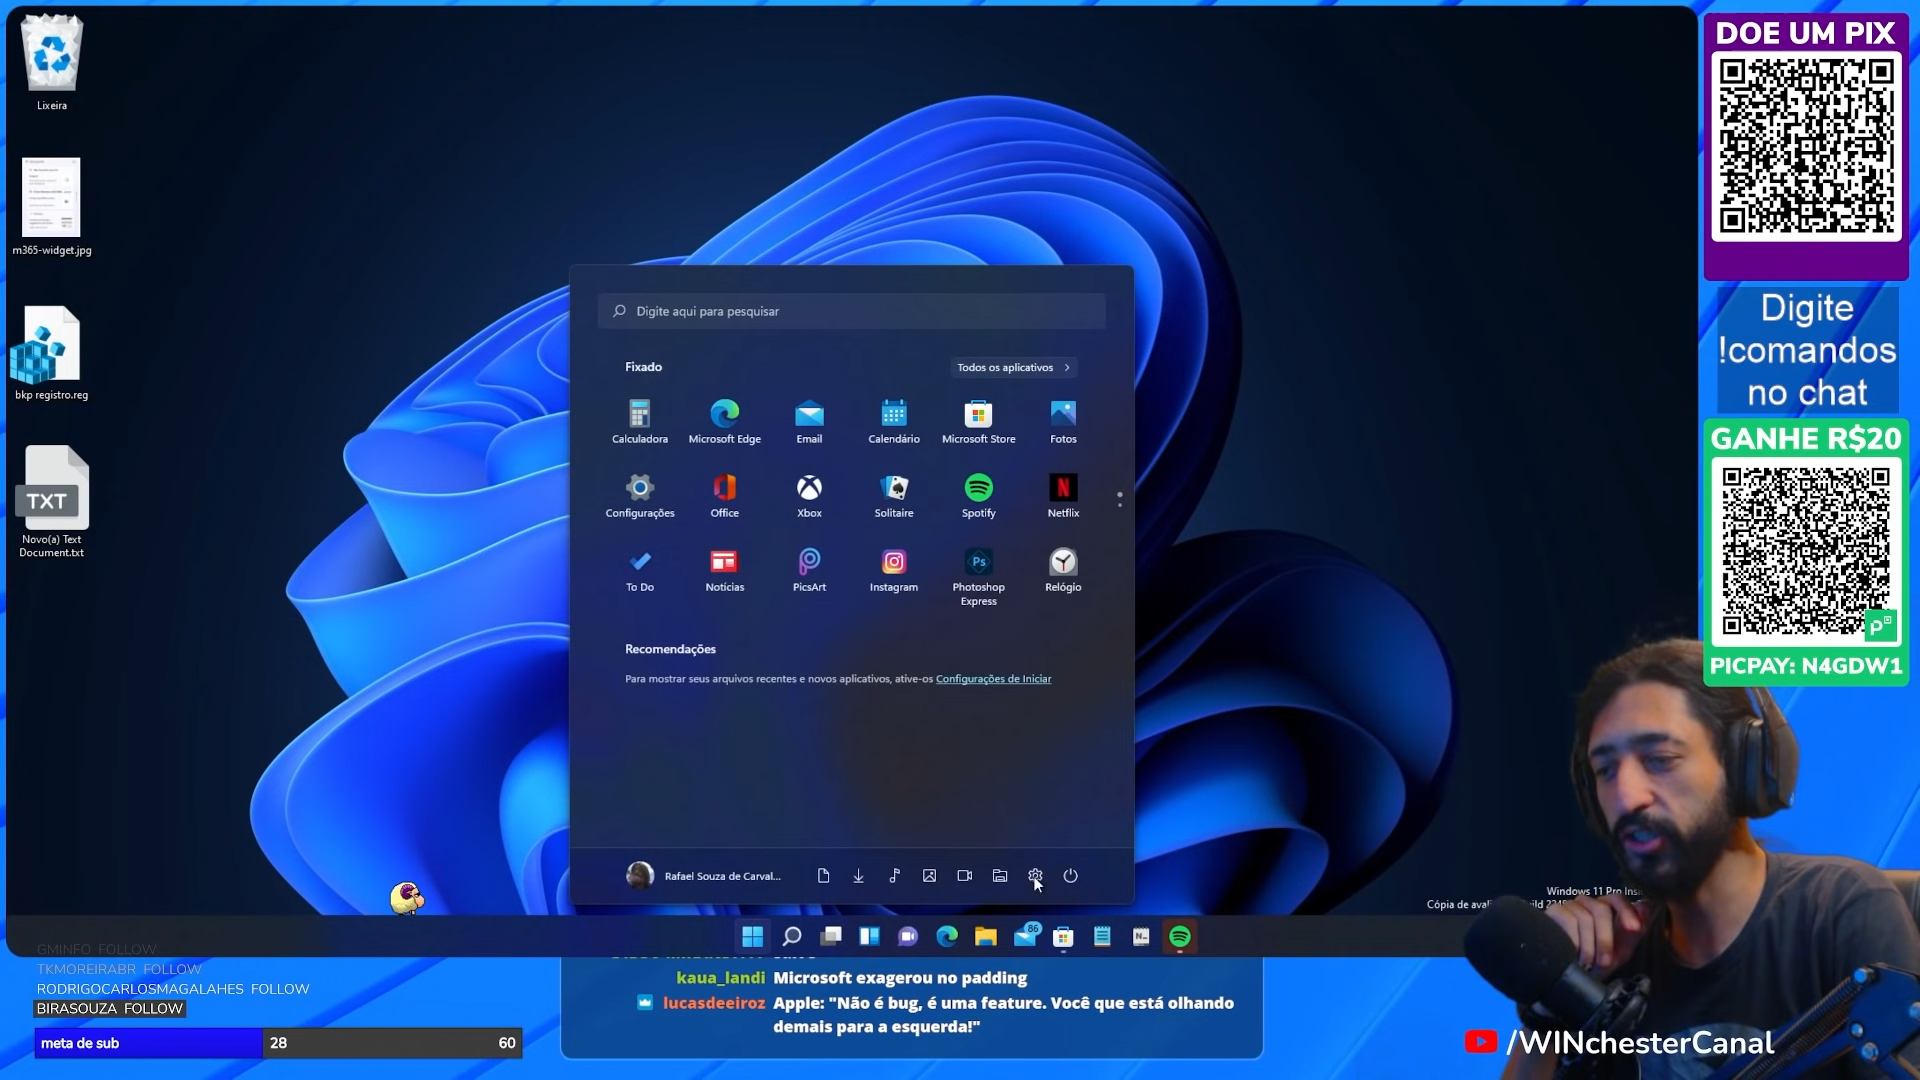 Lixeira
m365-widget.jpg
bkp registro.reg
TXT
Novo(a) Text
Document.txt
Digite aqui para pesquisar
Fixado
Todos os aplicativos
Calculadora
Microsoft Edge
Email
Calendário
Microsoft Store
Fotos
Configurações
Office
Xbox
Solitaire
Spotify
Netflix
To Do
Notícias
PicsArt
Instagram
Ps
Photoshop
Express
Relógio
Recomendações
Para mostrar seus arquivos recentes e novos aplicativos, ative-os Configurações de Iniciar
Rafael Souza de Carval...
Windows 11 Pro
Cópia de
86
DOE UM PIX
Digite
!comandos
no chat
GANHE R$20
PICPAY: N4GDW1
GMINFO FOLLOW
TKMOREIRABR FOLLOW
RODRIGOCARLOSMAGALAHES FOLLOW
BIRASOUZA FOLLOW
meta de sub 28 60
kaua_landi Microsoft exagerou no padding
lucasdeeiroz Apple: "Não é bug, é uma feature. Você que está olhando
demais para a esquerda!"
/WINchesterCanal